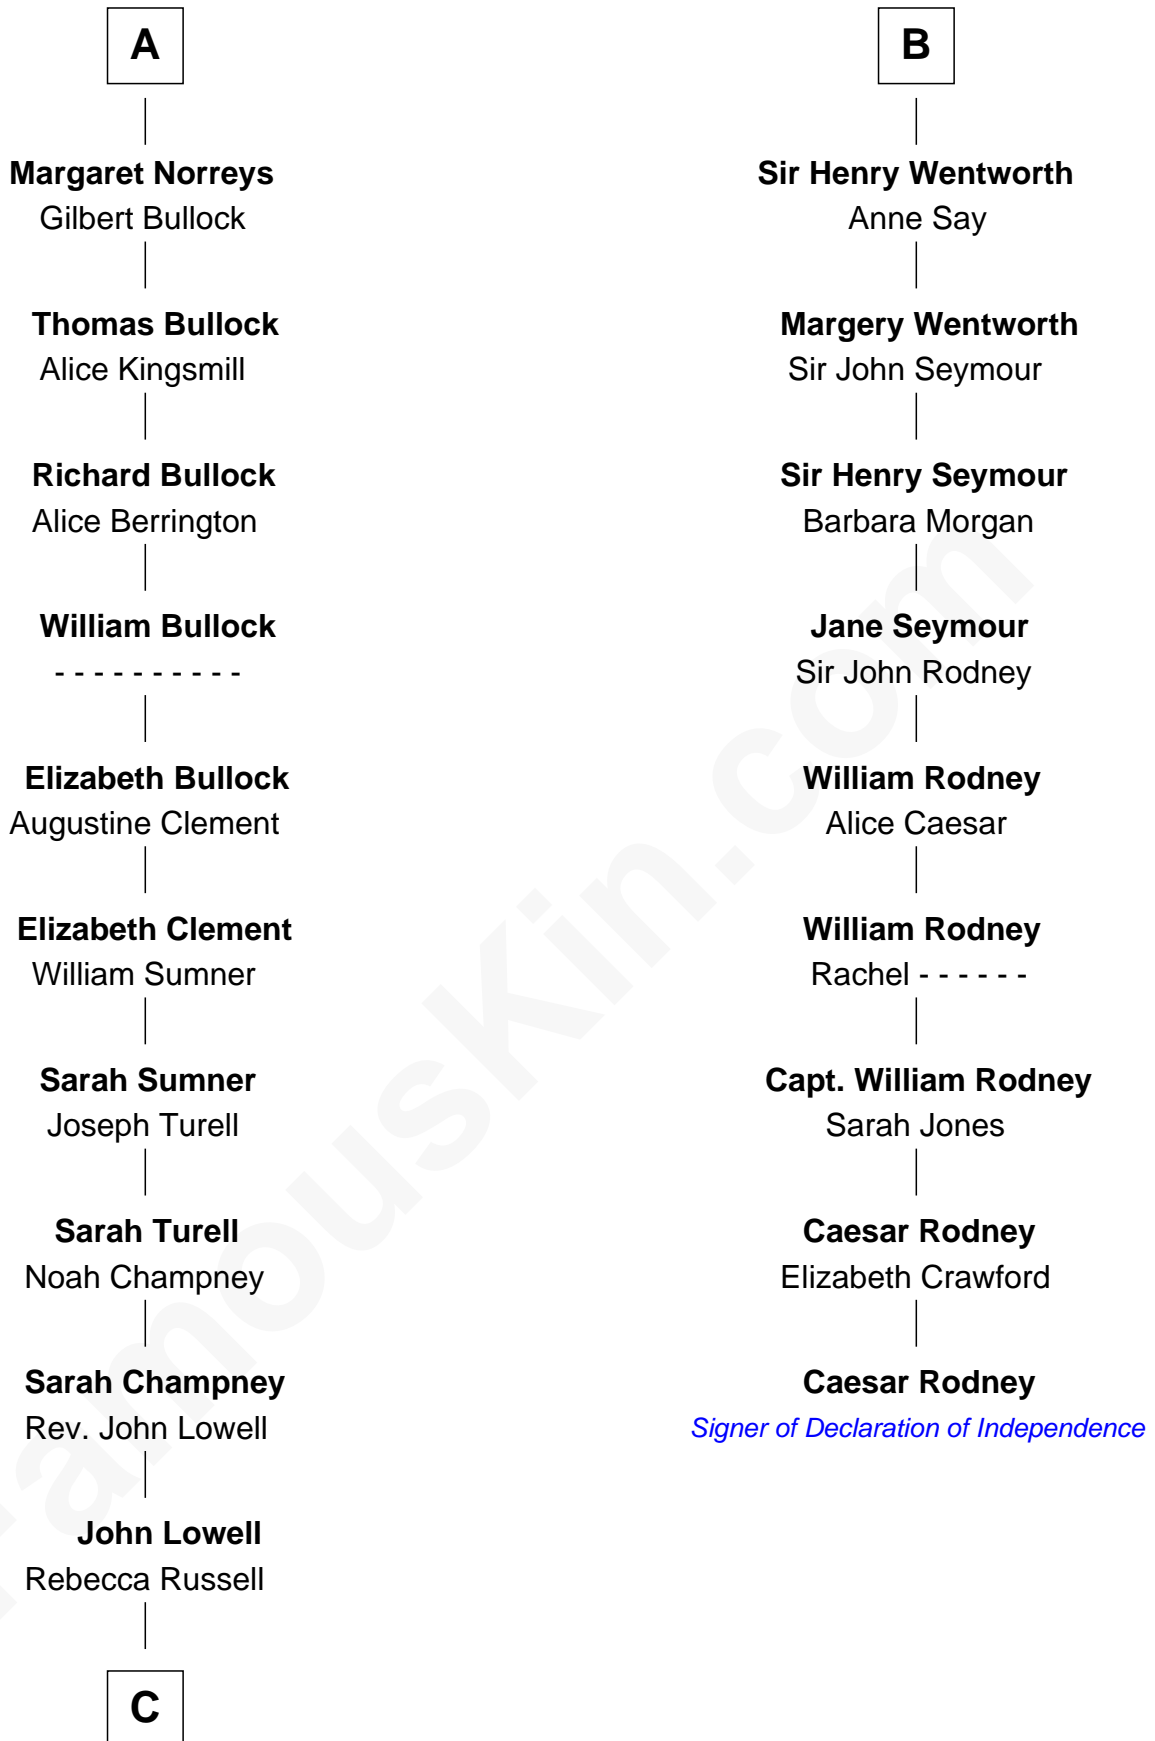 A
Margaret Norreys
Gilbert Bullock
Thomas Bullock
Alice Kingsmill
Richard Bullock
Alice Berrington
William Bullock
- - - - - - - - - -
Elizabeth Bullock
Augustine Clement
Elizabeth Clement
William Sumner
Sarah Sumner
Joseph Turell
Sarah Turell
Noah Champney
Sarah Champney
Rev. John Lowell
John Lowell
Rebecca Russell
C
B
Sir Henry Wentworth
Anne Say
Margery Wentworth
Sir John Seymour
Sir Henry Seymour
Barbara Morgan
Jane Seymour
Sir John Rodney
William Rodney
Alice Caesar
William Rodney
Rachel - - - - - -
Capt. William Rodney
Sarah Jones
Caesar Rodney
Elizabeth Crawford
Caesar Rodney
Signer of Declaration of Independence
FamousKin.com